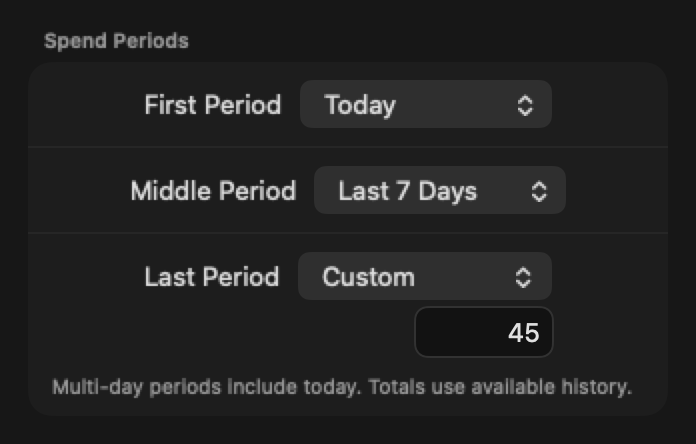 Spend Periods
First Period Today
Middle Period Last 7 Days
Last Period Custom
45
Multi-day periods include today. Totals use available history.